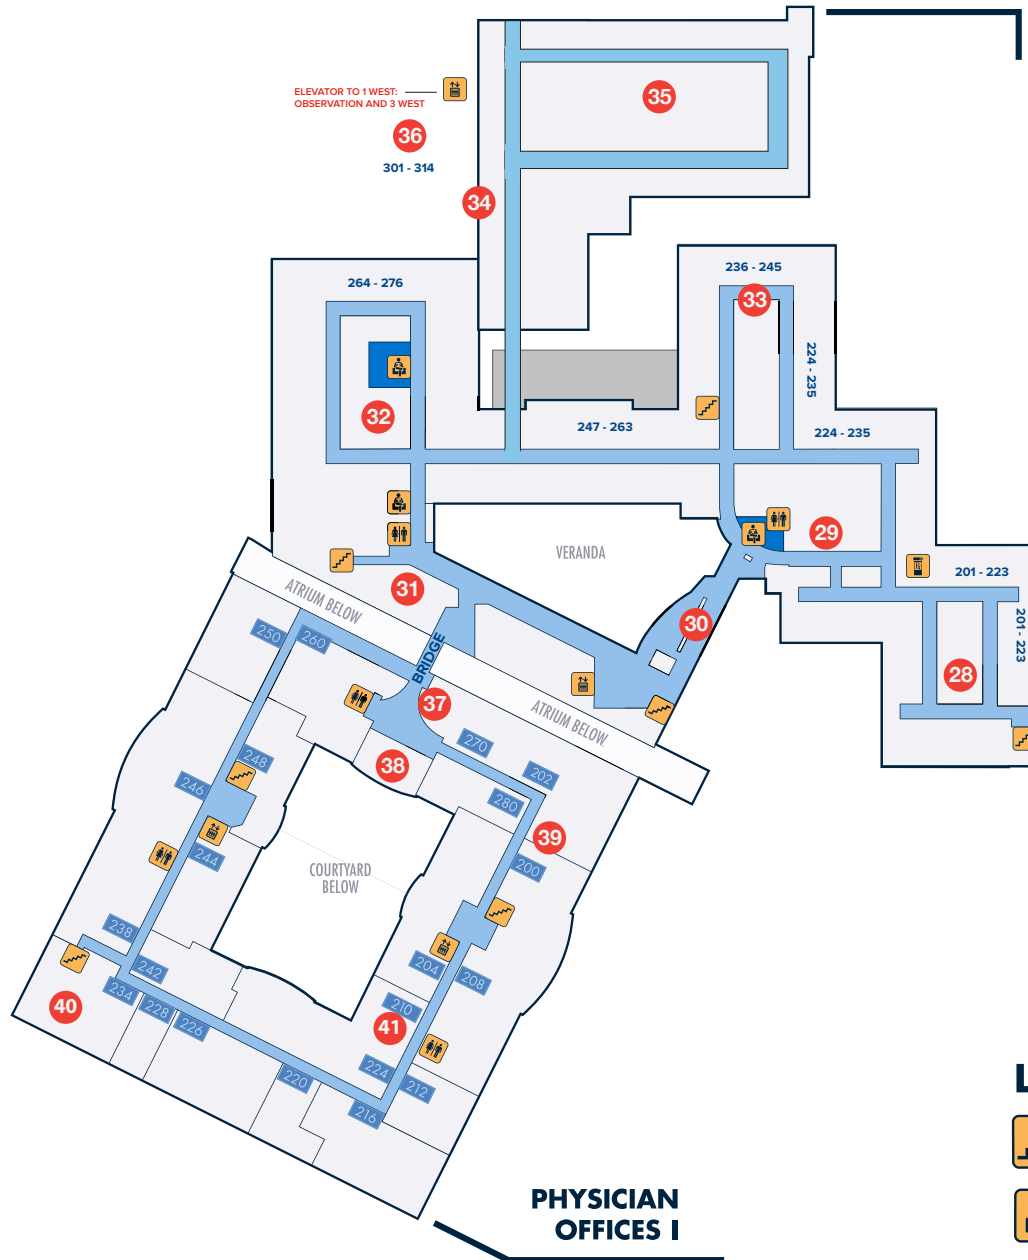 ELEVATOR TO 1 WEST:
OBSERVATION AND 3 WEST
35
36
301 - 314
34
264 - 276
236 - 245
33
224 - 235
32
247 - 263
224 - 235
29
VERANDA
201 - 223
31
ATRIUM BELOW
30
201 - 223
250
260
BRIDGE
28
37
ATRIUM BELOW
270
248
38
202
246
280
39
244
COURTYARD
BELOW
200
238
204
208
242
234
228
226
210
40
41
224
212
220
216
L
PHYSICIAN
OFFICES I